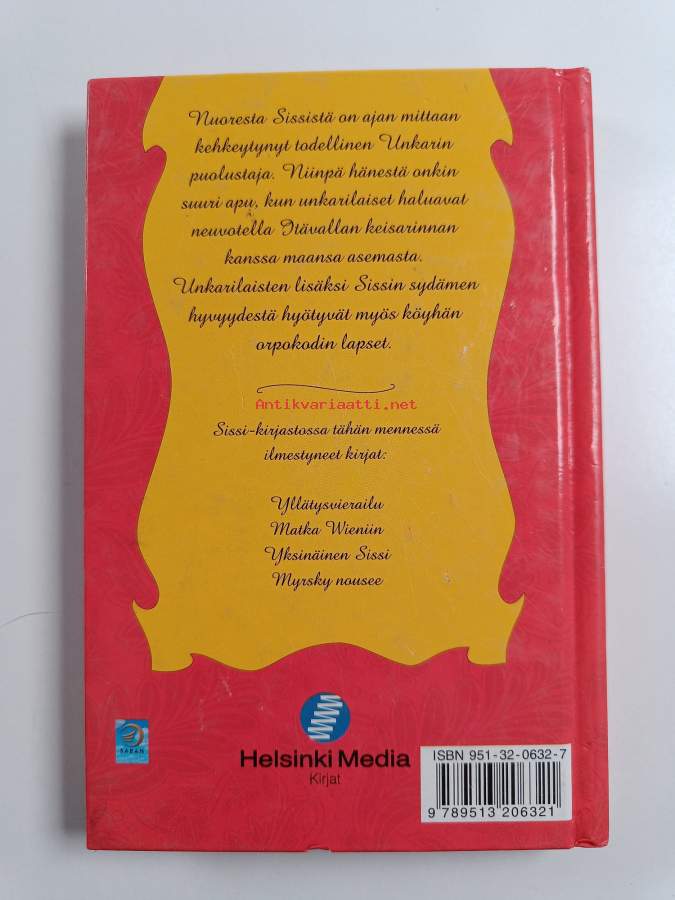 Nuoresta Sissistä on ajan mittaan
kehkeytynyt todellinen Unkarin
puolustaja. Niinpä hänestä onkin
suuri apu, kun unkarilaiset haluavat
neuvotella Itävallan keisarinnan
kanssa maansa asemasta.
Unkarilaisten lisäksi Sissin sydämen
hyvyydestä hyötyvät myös köyhän
orpokodin lapset.
Antikvariaatti.net
Sissi-kirjastossa tähän mennessä
ilmestyneet kirjat:
Yllätysvierailu
Matka Wieniin
Yksinäinen Sissi
Myrsky nousee
SABAN
Helsinki Media
Kirjat
ISBN 951-32-0632-7
9 789513 206321